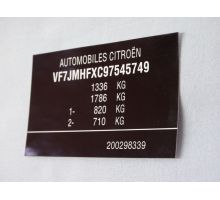 AUTOMOBILES CITROËN
VF7JMHFXC97545749
1336 KG
1786 KG
1- 820 KG
2- 710 KG
200298339